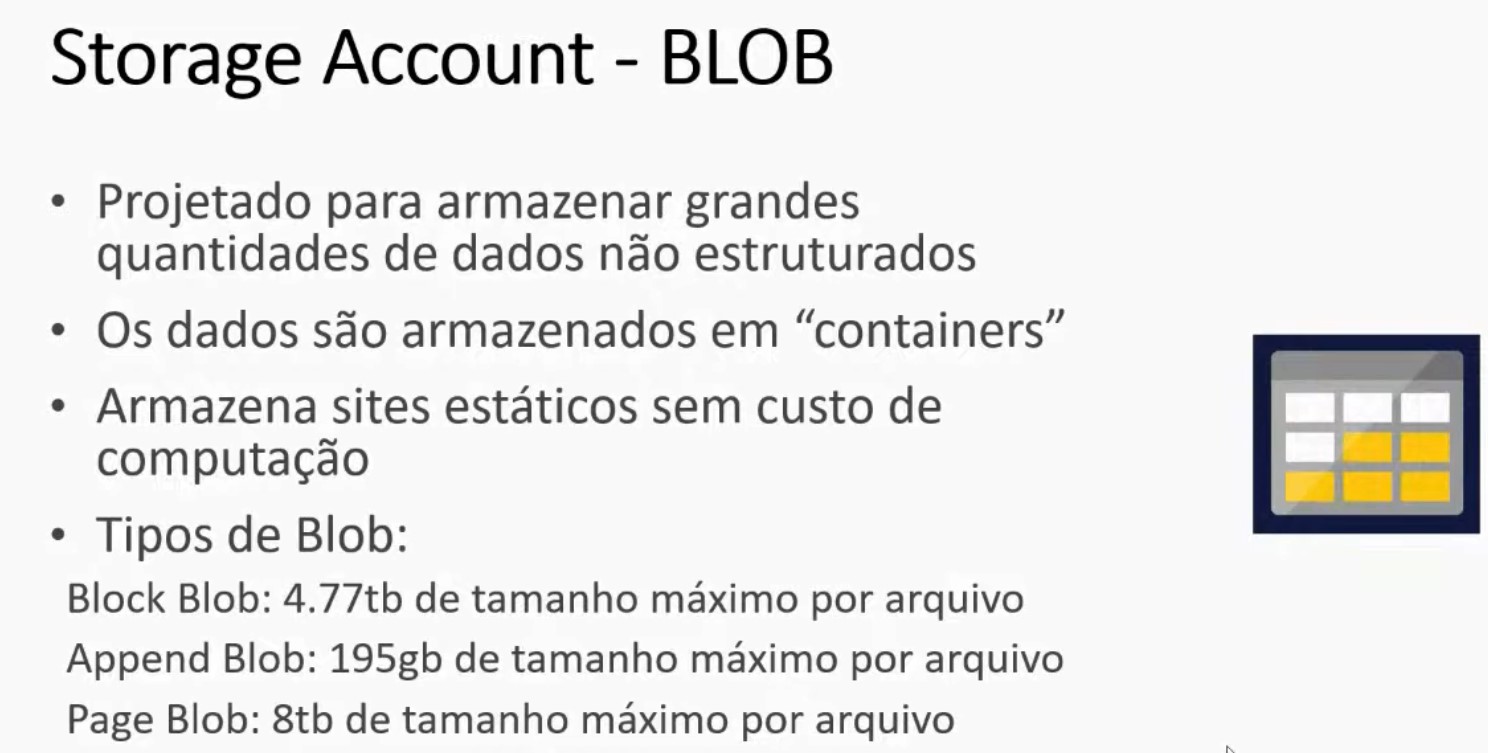 Storage Account - BLOB
• Projetado para armazenar grandes
quantidades de dados não estruturados
• Os dados são armazenados em “containers”
• Armazena sites estáticos sem custo de
computação
• Tipos de Blob:
Block Blob: 4.77tb de tamanho máximo por arquivo
Append Blob: 195gb de tamanho máximo por arquivo
Page Blob: 8tb de tamanho máximo por arquivo